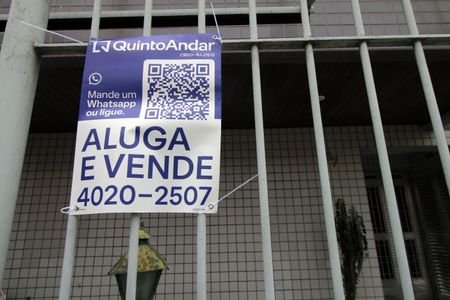 QuintoAndar
Mande um
Whatsapp
ou ligue.
ALUGA
E VENDE
4020-2507